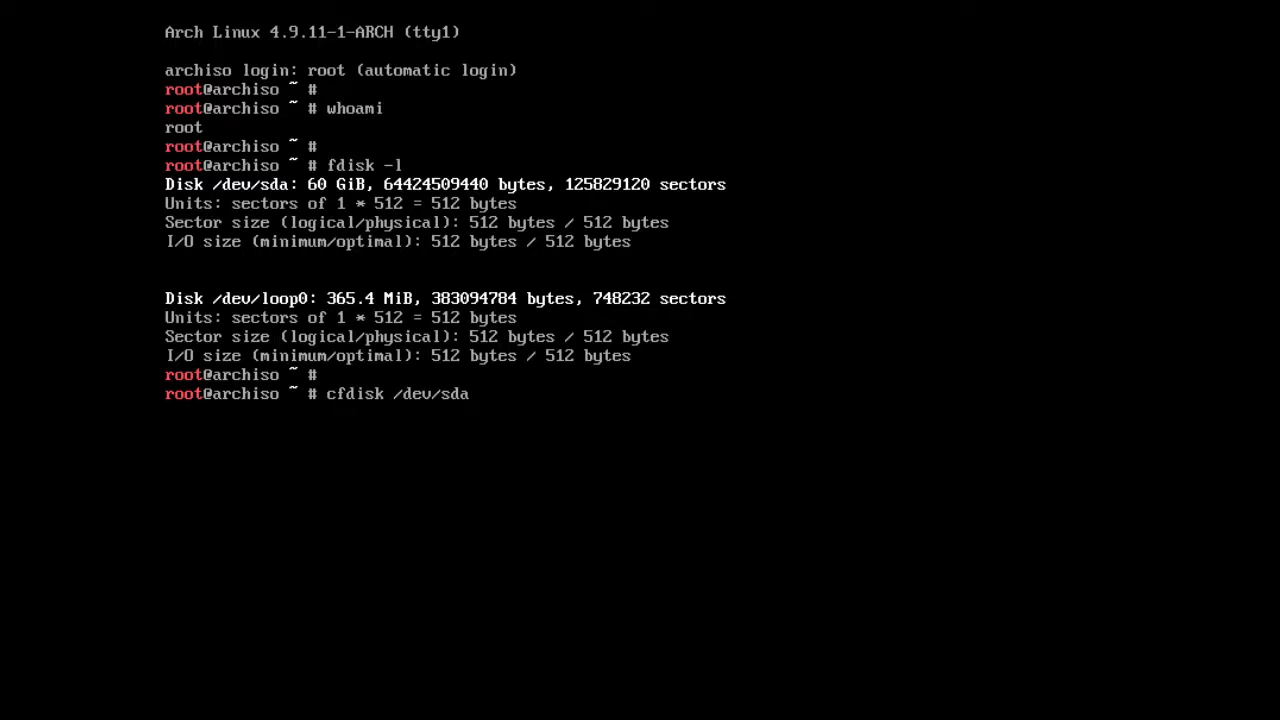 Arch Linux 4.9.11-1-ARCH (tty1)
archiso login: root (automatic login)
root@archiso ~ #
root@archiso ~ # whoami
root
root@archiso ~ #
root@archiso ~ # fdisk -l
Disk /dev/sda: 60 GiB, 64424509440 bytes, 125829120 sectors
Units: sectors of 1 * 512 = 512 bytes
Sector size (logical/physical): 512 bytes / 512 bytes
I/O size (minimum/optimal): 512 bytes / 512 bytes
Disk /dev/loop0: 365.4 MiB, 383094784 bytes, 748232 sectors
Units: sectors of 1 * 512 = 512 bytes
Sector size (logical/physical): 512 bytes / 512 bytes
I/O size (minimum/optimal): 512 bytes / 512 bytes
root@archiso ~ #
root@archiso ~ # cfdisk /dev/sda